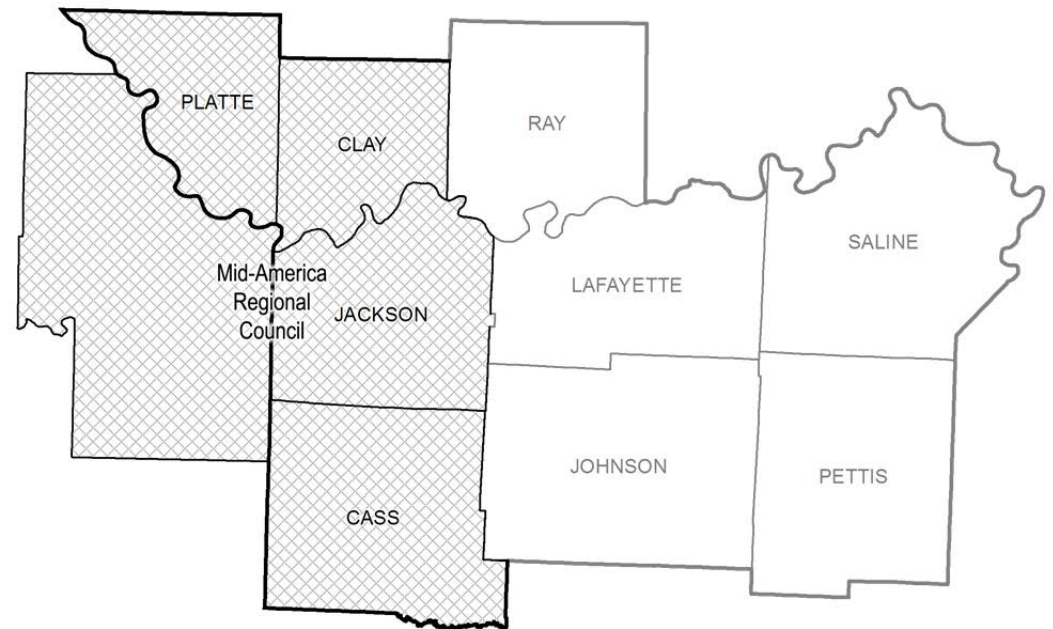 PLATTE
CLAY
RAY
SALINE
Mid-America
Regional
Council
JACKSON
LAFAYETTE
JOHNSON
PETTIS
CASS